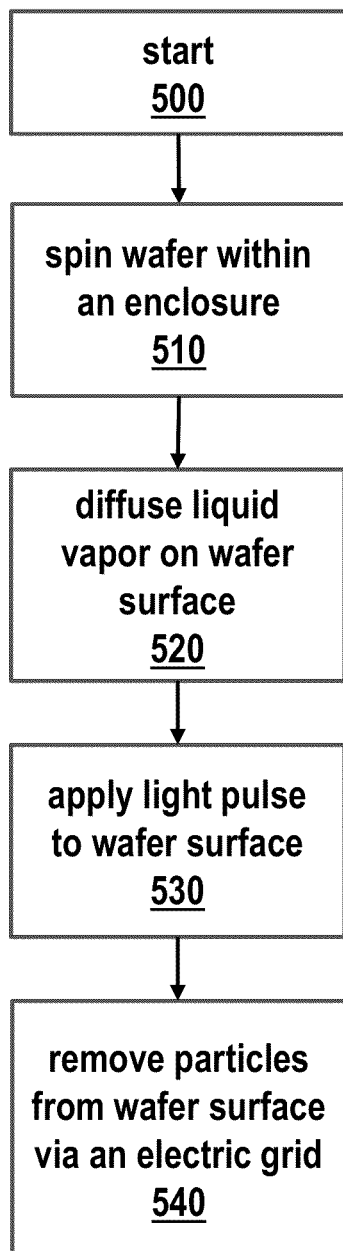 start
500
spin wafer within
an enclosure
510
diffuse liquid
vapor on wafer
surface
520
apply light pulse
to wafer surface
530
remove particles
from wafer surface
via an electric grid
540